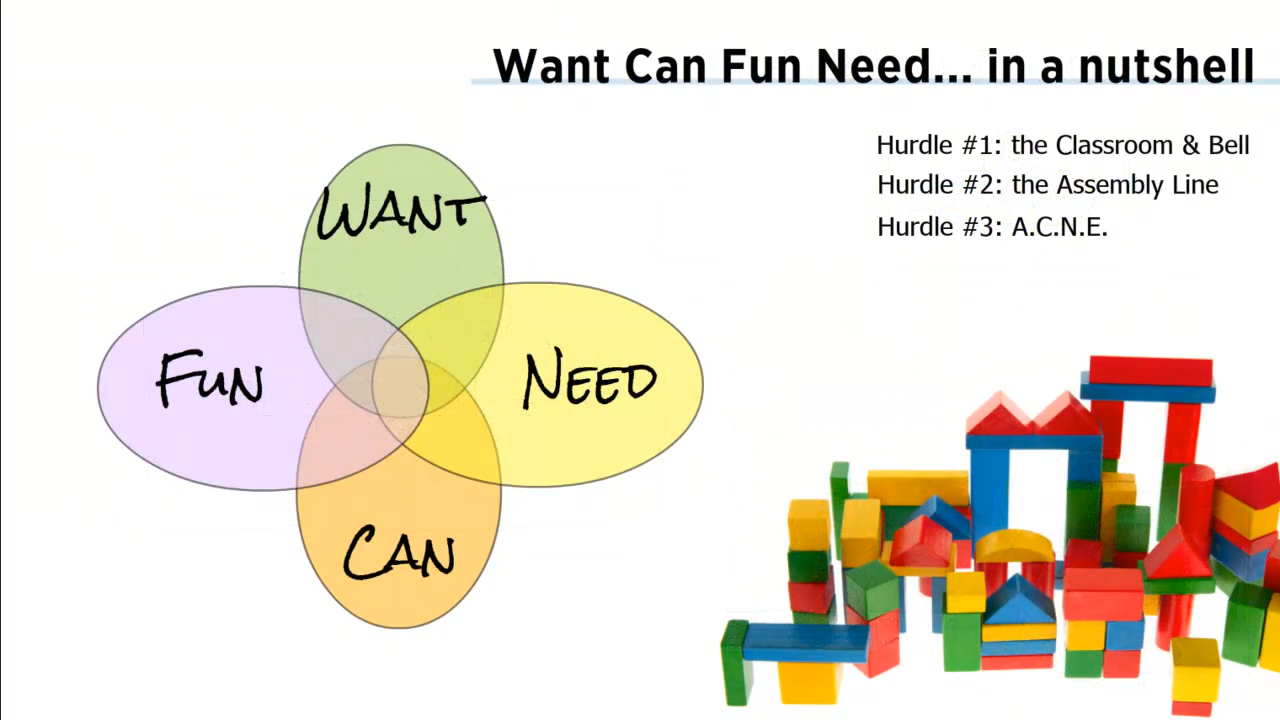 Want Can Fun Need... in a nutshell
Hurdle #1: the Classroom & Bell
Hurdle #2: the Assembly Line
Hurdle #3: A.C.N.E.
WANT
FUN
NEED
CAN